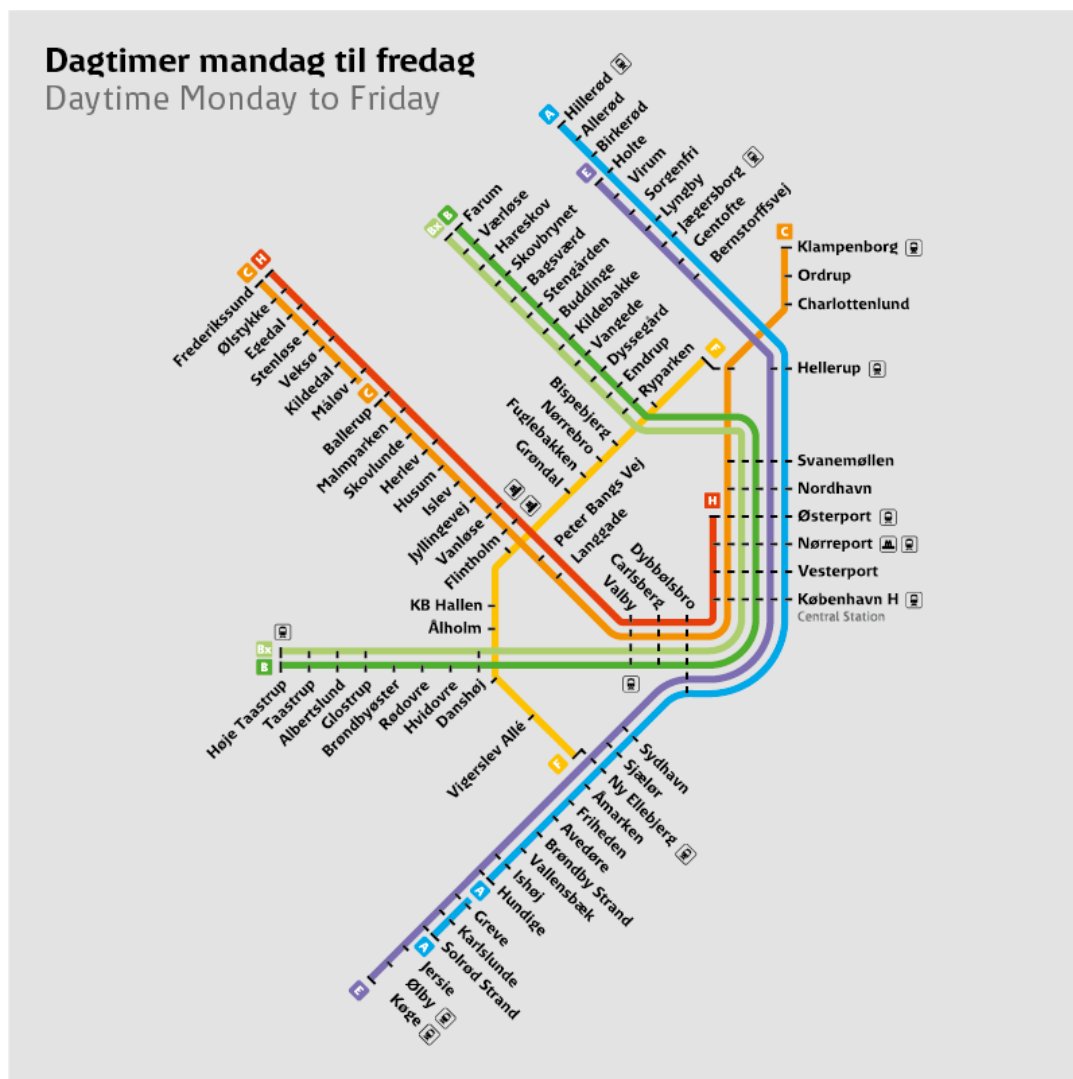 Dagtimer mandag til fredag
Daytime Monday to Friday
A
Hillerød
Allerød
Birkerød
Holte
E
Virum
Sorgenfri
Lyngby
Jægersborg
Gentofte
Bernstorffsvej
C
Klampenborg
Ordrup
Charlottenlund
Hellerup
Svanemøllen
Nordhavn
H
Østerport
Nørreport
Vesterport
København H
Central Station
Bx
B
Farum
Værløse
Hareskov
Skovbrynet
Bagsværd
Stengården
Buddinge
Kildebakke
Vangede
Dyssegård
Emdrup
Ryparken
F
Bispebjerg
Nørrebro
Fuglebakken
Grøndal
C
H
Frederikssund
Ølstykke
Egedal
Stenløse
Veksø
Kildedal
Måløv
C
Ballerup
Malmparken
Skovlunde
Herlev
Husum
Islev
Jyllingevej
Vanløse
Flintholm
Peter Bangs Vej
Langgade
Valby
Carlsberg
Dybbølsbro
KB Hallen
Ålholm
Bx
B
Høje Taastrup
Taastrup
Albertslund
Glostrup
Brøndbyøster
Rødovre
Hvidovre
Danshøj
Vigerslev Allé
F
Sydhavn
Sjælør
Ny Ellebjerg
Åmarken
Friheden
Avedøre
Brøndby Strand
Vallensbæk
Ishøj
Hundige
A
Greve
Karlslunde
Solrød Strand
A
Jersie
Ølby
Køge
E